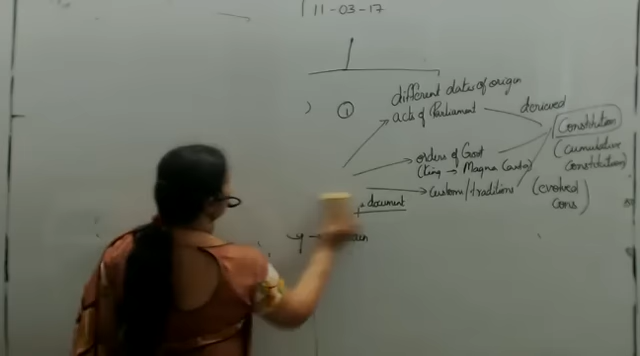 11-03-17
①
different dates of origin
acts of Parliament
derived
Constitution
orders of Govt
(King → Magna Carta)
(cumulative
constitution)
customs/traditions
(evolved
cons)
document